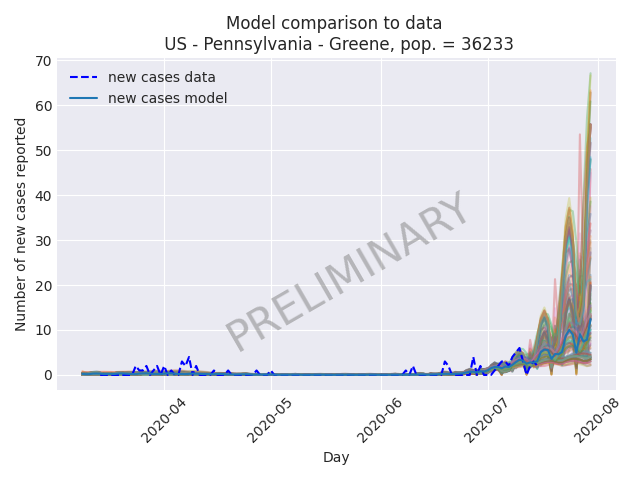 Model comparison to data
US - Pennsylvania - Greene, pop. = 36233
new cases data
new cases model
Number of new cases reported
70
60
50
40
30
20
10
0
PRELIMINARY
2020-04
2020-05
2020-06
2020-07
2020-08
Day